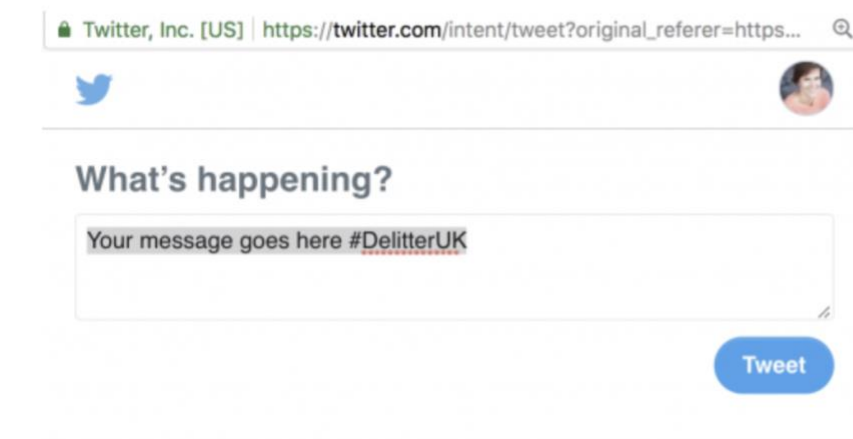 Twitter, Inc. [US] https://twitter.com/intent/tweet?original_referer=https...
What's happening?
Your message goes here #DelitterUK
Tweet